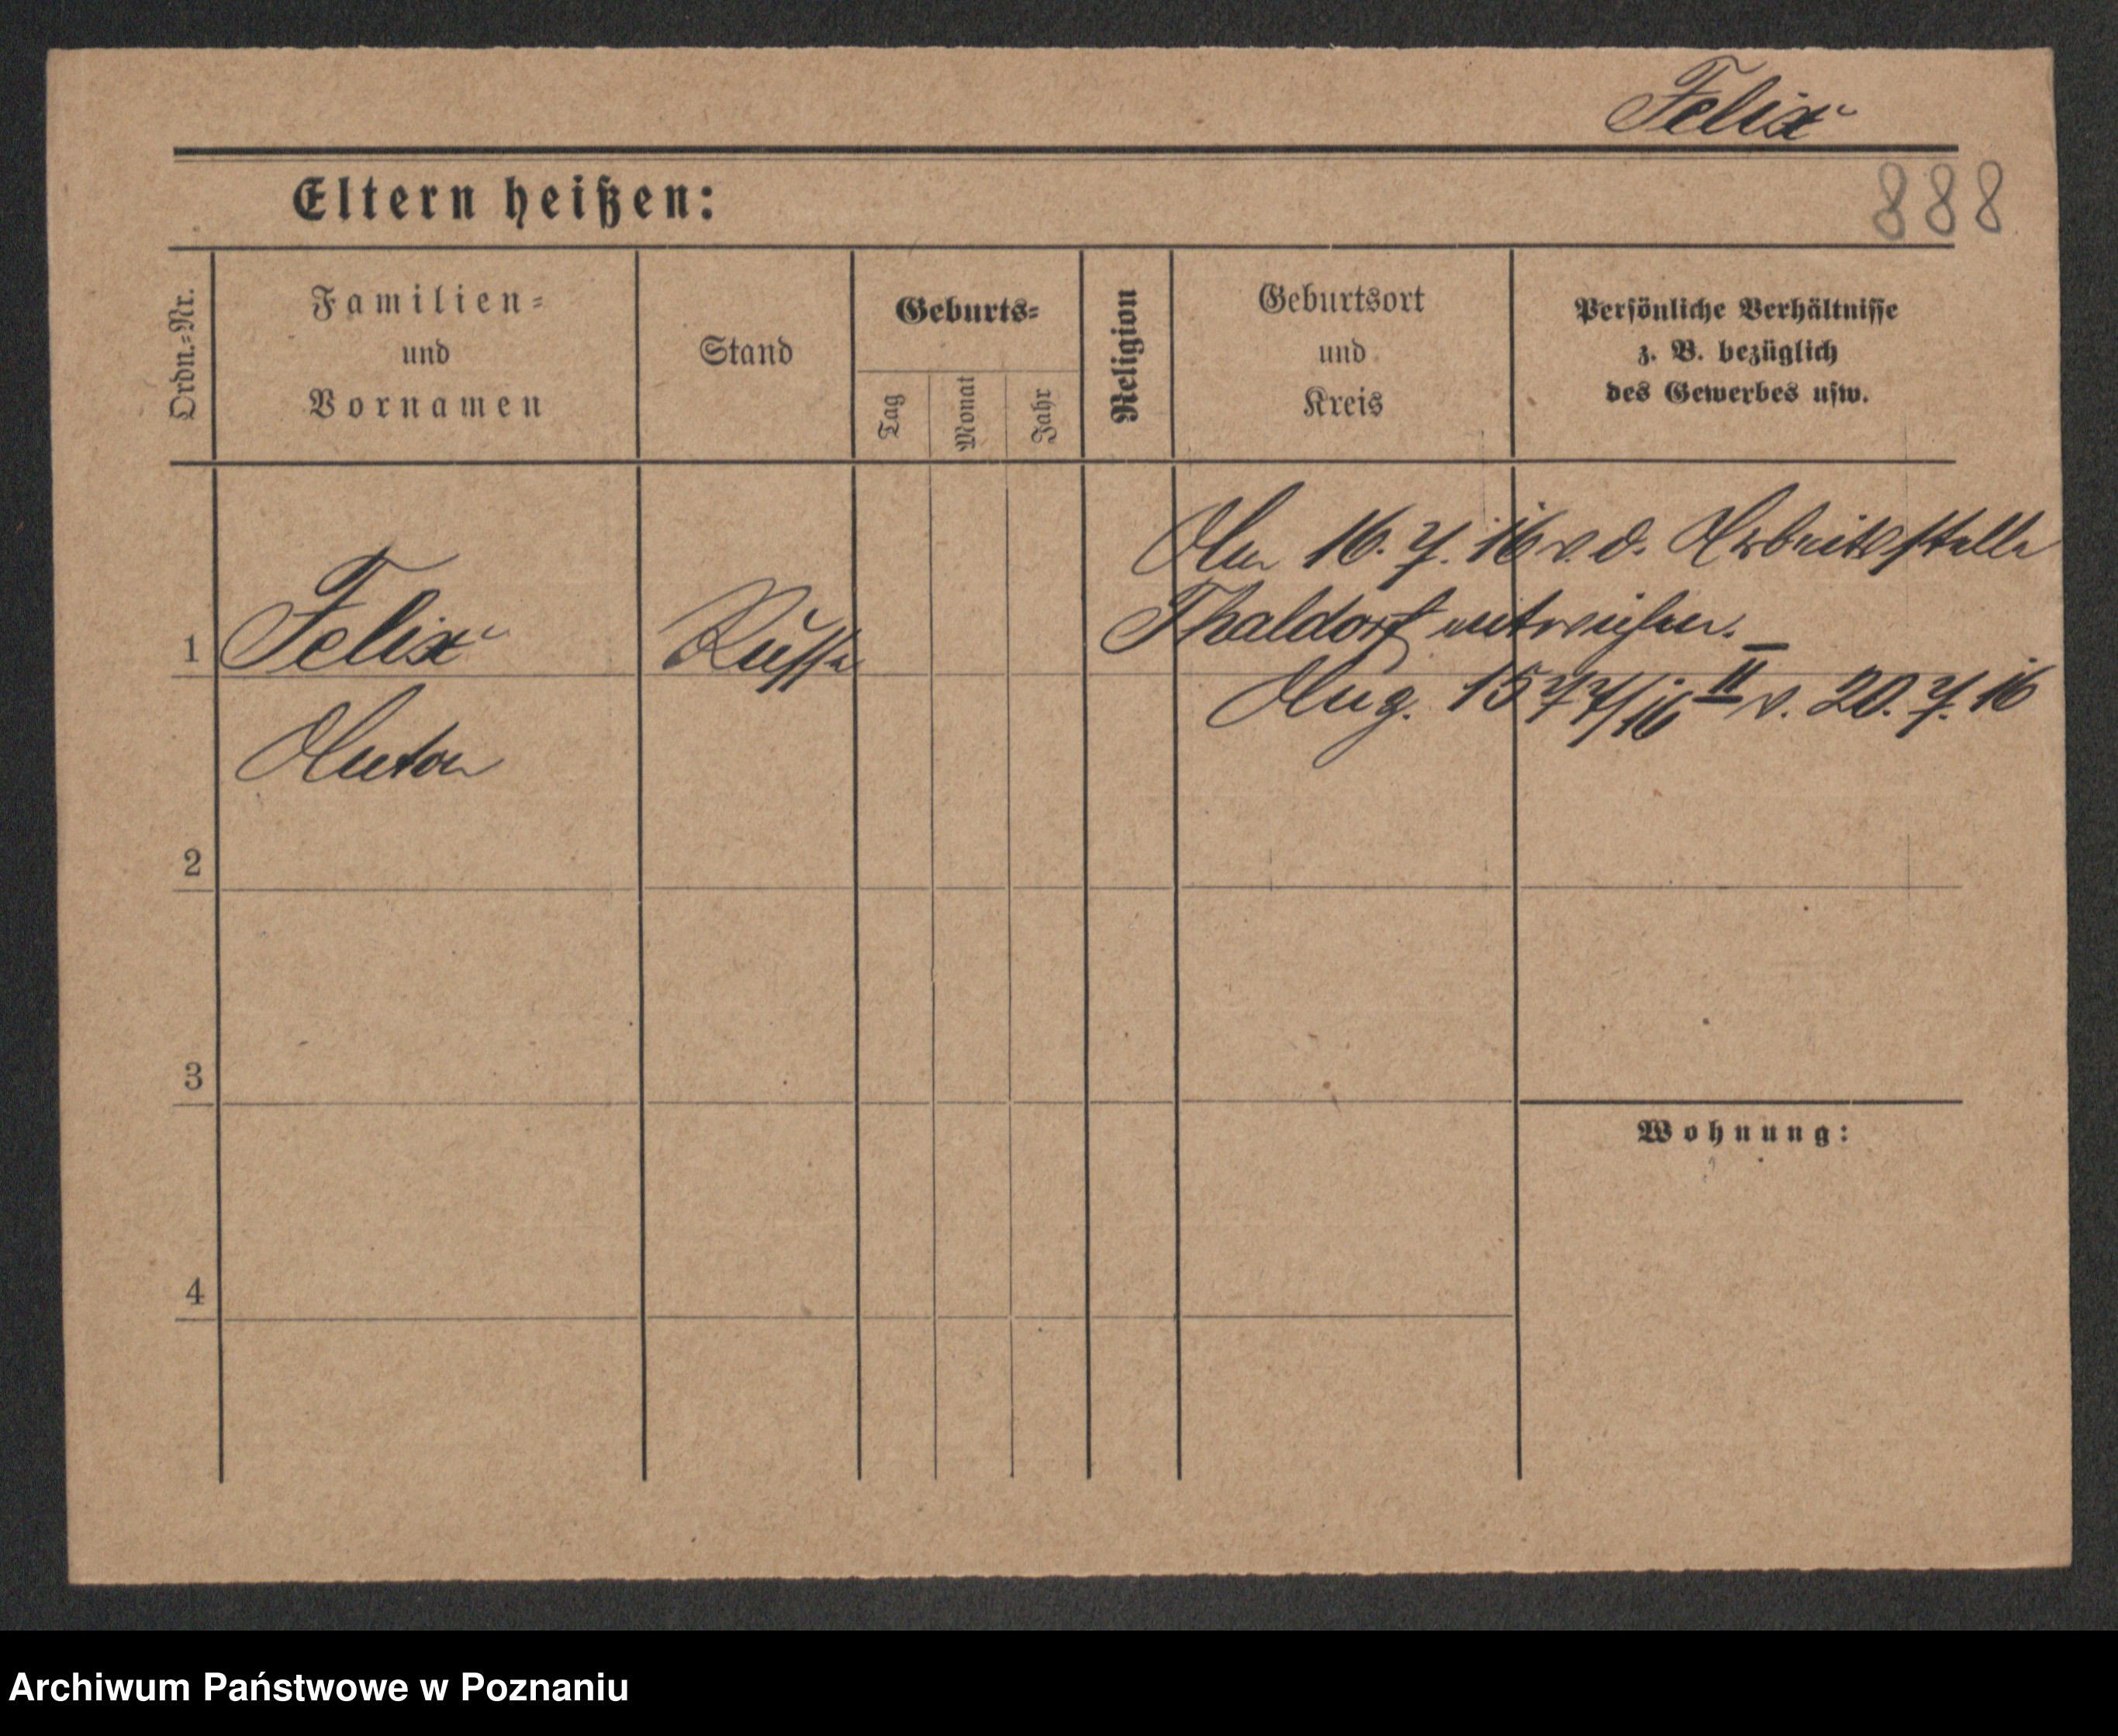 Felix
Eltern heißen:
888
Ordn.-Nr.
Familien-
und
Vornamen
Stand
Geburts-
Tag
Monat
Jahr
Religion
Geburtsort
und
Kreis
Persönliche Verhältnisse
z. B. bezüglich
des Gewerbes usw.
1
Felix
Anton
Russe
Am 16.7.16 v. d. Arbeitsstelle
Thaldorf entwichen.
Ang. 1577/16 II v. 20.7.16
2
3
4
Wohnung:
Archiwum Państwowe w Poznaniu